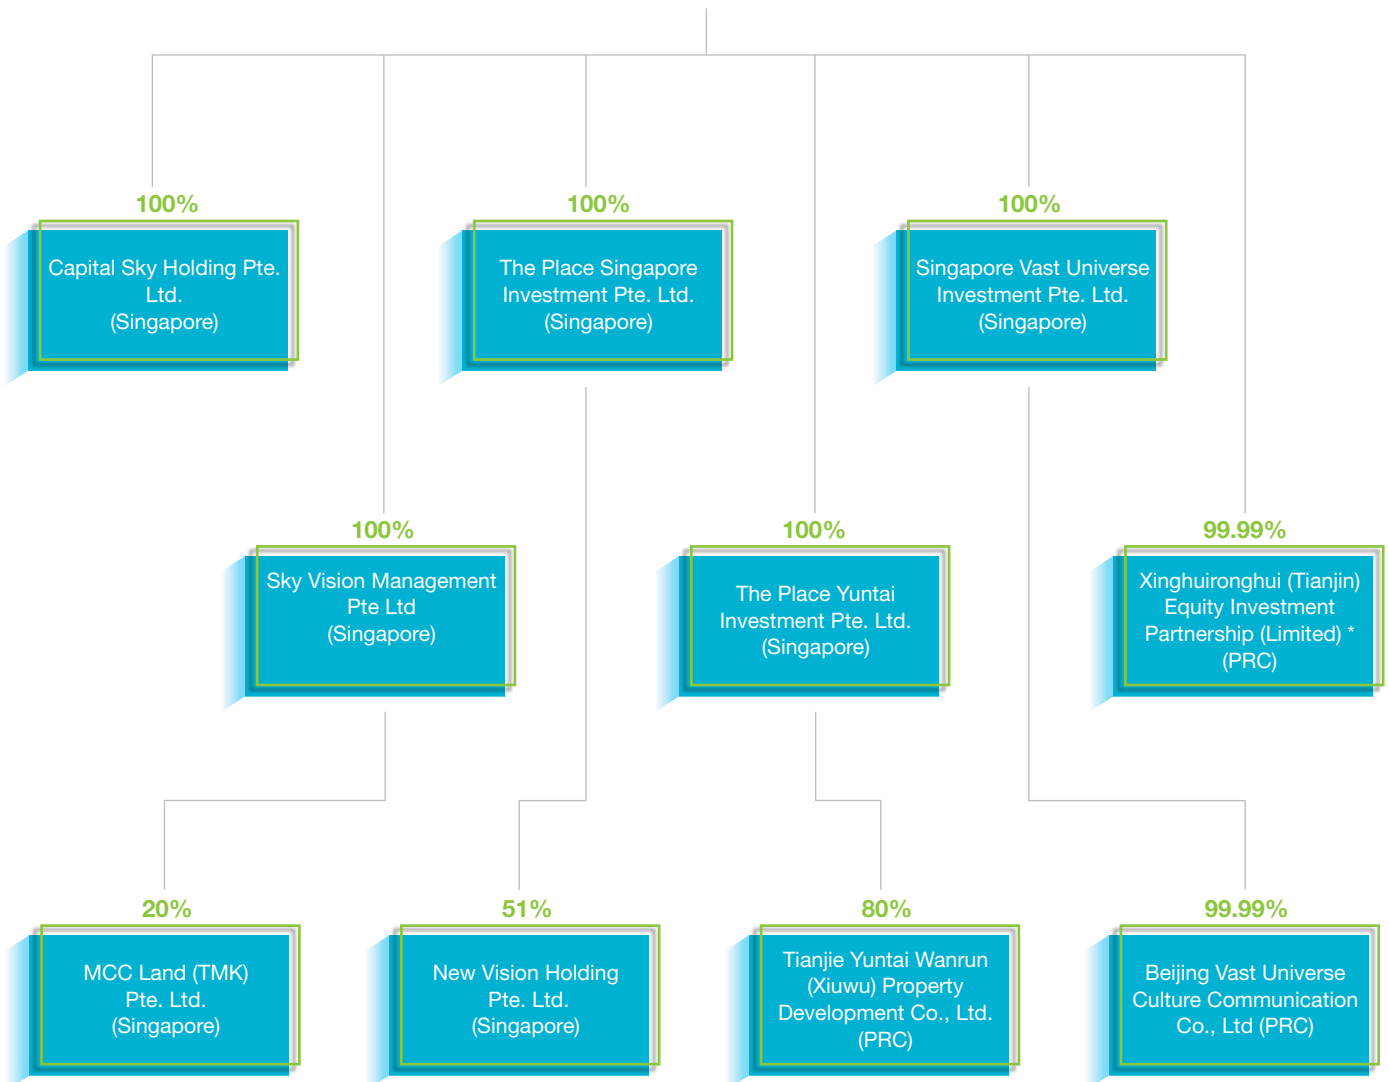 100%
Capital Sky Holding Pte.
Ltd.
(Singapore)
100%
The Place Singapore
Investment Pte. Ltd.
(Singapore)
100%
Singapore Vast Universe
Investment Pte. Ltd.
(Singapore)
100%
Sky Vision Management
Pte Ltd
(Singapore)
100%
The Place Yuntai
Investment Pte. Ltd.
(Singapore)
99.99%
Xinghuironghui (Tianjin)
Equity Investment
Partnership (Limited) *
(PRC)
20%
MCC Land (TMK)
Pte. Ltd.
(Singapore)
51%
New Vision Holding
Pte. Ltd.
(Singapore)
80%
Tianjie Yuntai Wanrun
(Xiuwu) Property
Development Co., Ltd.
(PRC)
99.99%
Beijing Vast Universe
Culture Communication
Co., Ltd (PRC)